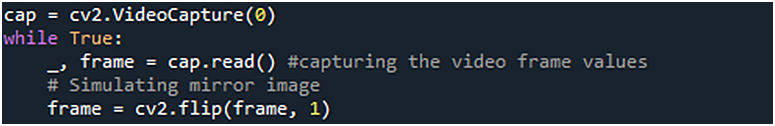 cap = cv2.VideoCapture(0)
while True:
    _, frame = cap.read() #capturing the video frame values
    # Simulating mirror image
    frame = cv2.flip(frame, 1)